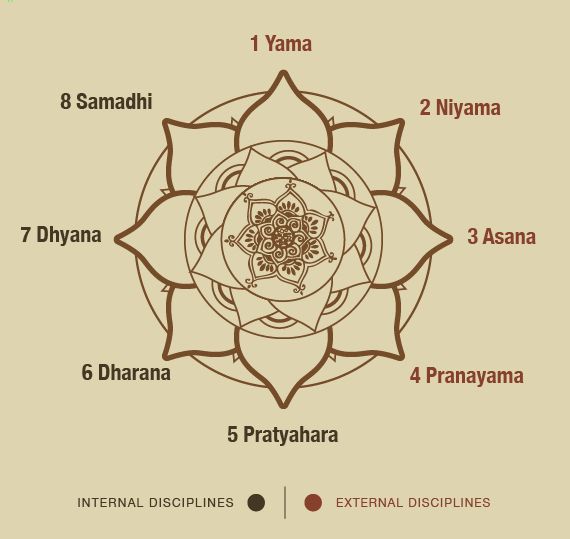 1 Yama
8 Samadhi
2 Niyama
7 Dhyana
3 Asana
6 Dharana
4 Pranayama
5 Pratyahara
INTERNAL DISCIPLINES
EXTERNAL DISCIPLINES